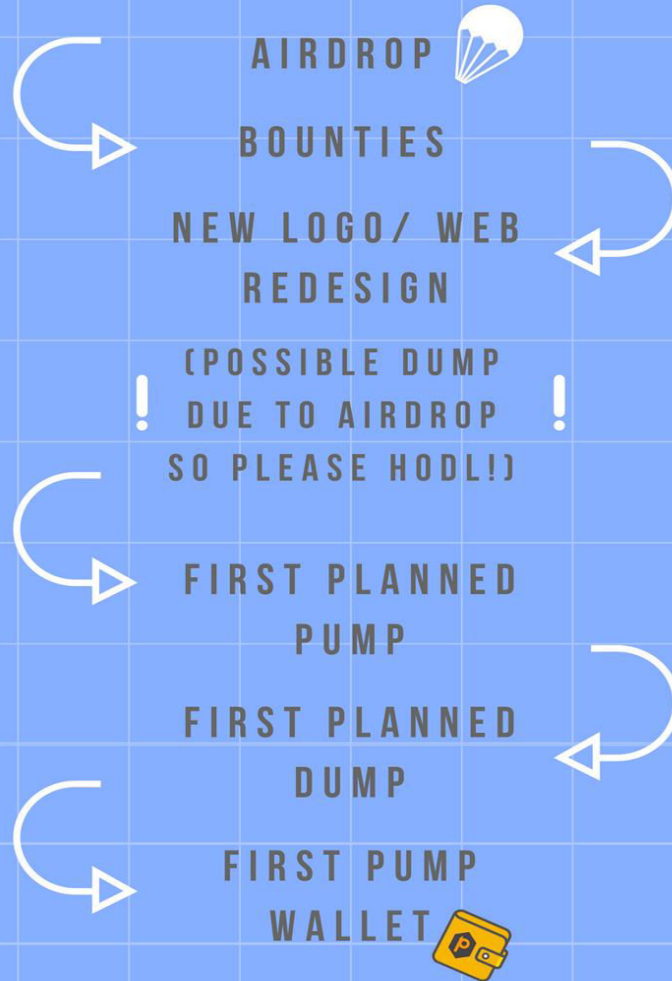 AIRDROP
BOUNTIES
NEW LOGO/ WEB
REDESIGN
(POSSIBLE DUMP
DUE TO AIRDROP
SO PLEASE HODL!)
! !
FIRST PLANNED
PUMP
FIRST PLANNED
DUMP
FIRST PUMP
WALLET
P